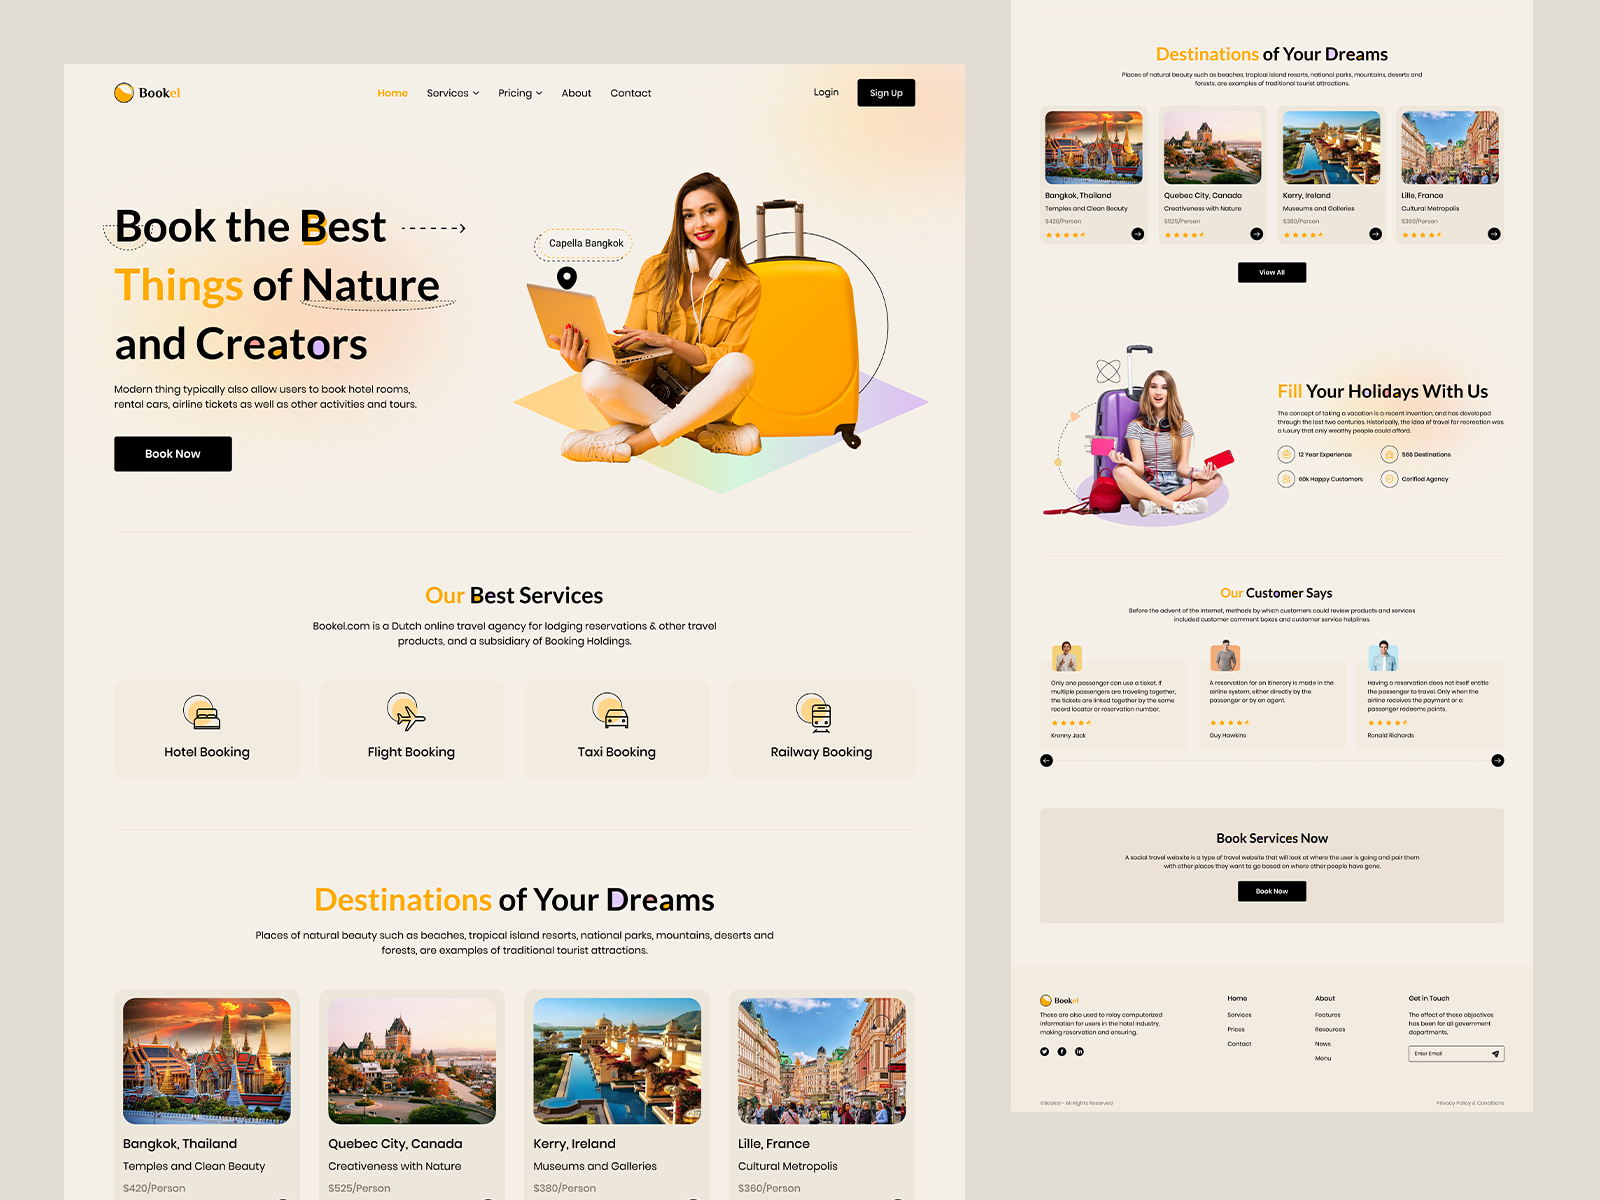 Bookel
Home Services Pricing About Contact
Login
Sign Up
Book the Best
Things of Nature
and Creators
Modern thing typically also allow users to book hotel rooms,
rental cars, airline tickets as well as other activities and tours.
Book Now
Capella Bangkok
Our Best Services
Bookel.com is a Dutch online travel agency for lodging reservations & other travel
products, and a subsidiary of Booking Holdings.
Hotel Booking
Flight Booking
Taxi Booking
Railway Booking
Destinations of Your Dreams
Places of natural beauty such as beaches, tropical island resorts, national parks, mountains, deserts and
forests, are examples of traditional tourist attractions.
Bangkok, Thailand
Temples and Clean Beauty
$420/Person
Quebec City, Canada
Creativeness with Nature
$525/Person
Kerry, Ireland
Museums and Galleries
$380/Person
Lille, France
Cultural Metropolis
$360/Person
Destinations of Your Dreams
Places of natural beauty such as beaches, tropical island resorts, national parks, mountains, deserts and
forests, are examples of traditional tourist attractions.
Bangkok, Thailand
Temples and Clean Beauty
$420/Person
Quebec City, Canada
Creativeness with Nature
$525/Person
Kerry, Ireland
Museums and Galleries
$380/Person
Lille, France
Cultural Metropolis
$360/Person
View All
Fill Your Holidays With Us
The concept of taking a vacation is a recent invention, and has developed
through the last two centuries. Historically, the idea of travel for recreation was
a luxury that only wealthy people could afford.
12 Year Experience
566 Destinations
60k Happy Customers
Cerified Agency
Our Customer Says
Before the advent of the internet, methods by which customers could review products and services
included customer comment boxes and customer service helplines.
Only one passenger can use a ticket. If
multiple passengers are traveling together,
the tickets are linked together by the same
record locator or reservation number.
Krenny Jack
A reservation for an itinerary is made in the
airline system, either directly by the
passenger or by an agent.
Guy Hawkins
Having a reservation does not itself entitle
the passenger to travel. Only when the
airline receives the payment or a
passenger redeems points.
Ronald Richards
Book Services Now
A social travel website is a type of travel website that will look at where the user is going and pair them
with other places they want to go based on where other people have gone.
Book Now
Bookel
These are also used to relay computerized
information for users in the hotel industry,
making reservation and ensuring.
Home
Services
Prices
Contact
About
Features
Resources
News
Menu
Get in Touch
The effect of these objectives
has been for all government
departments.
Enter Email
©Bookel - All Rights Reserved
Privacy Policy & Conditions